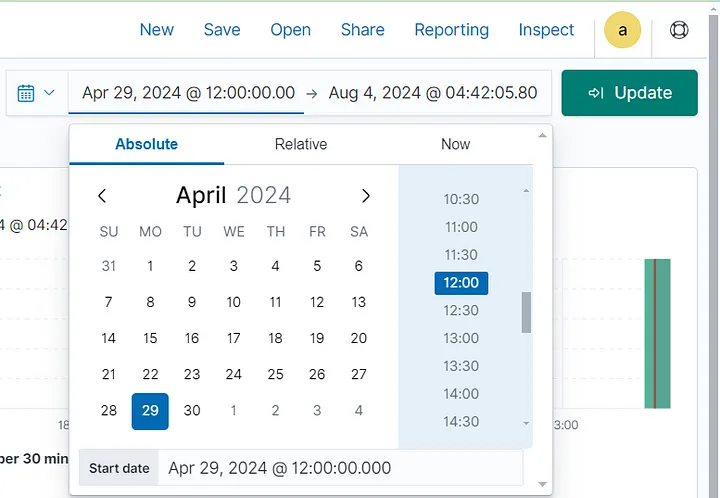 New Save Open Share Reporting Inspect a
Apr 29, 2024 @ 12:00:00.00 → Aug 4, 2024 @ 04:42:05.80 Update
Absolute Relative Now
April 2024
SU MO TU WE TH FR SA
31 1 2 3 4 5 6
7 8 9 10 11 12 13
14 15 16 17 18 19 20
21 22 23 24 25 26 27
28 29 30 1 2 3 4
10:30
11:00
11:30
12:00
12:30
13:00
13:30
14:00
14:30
4 @ 04:42
18
3:00
per 30 min
Start date Apr 29, 2024 @ 12:00:00.000